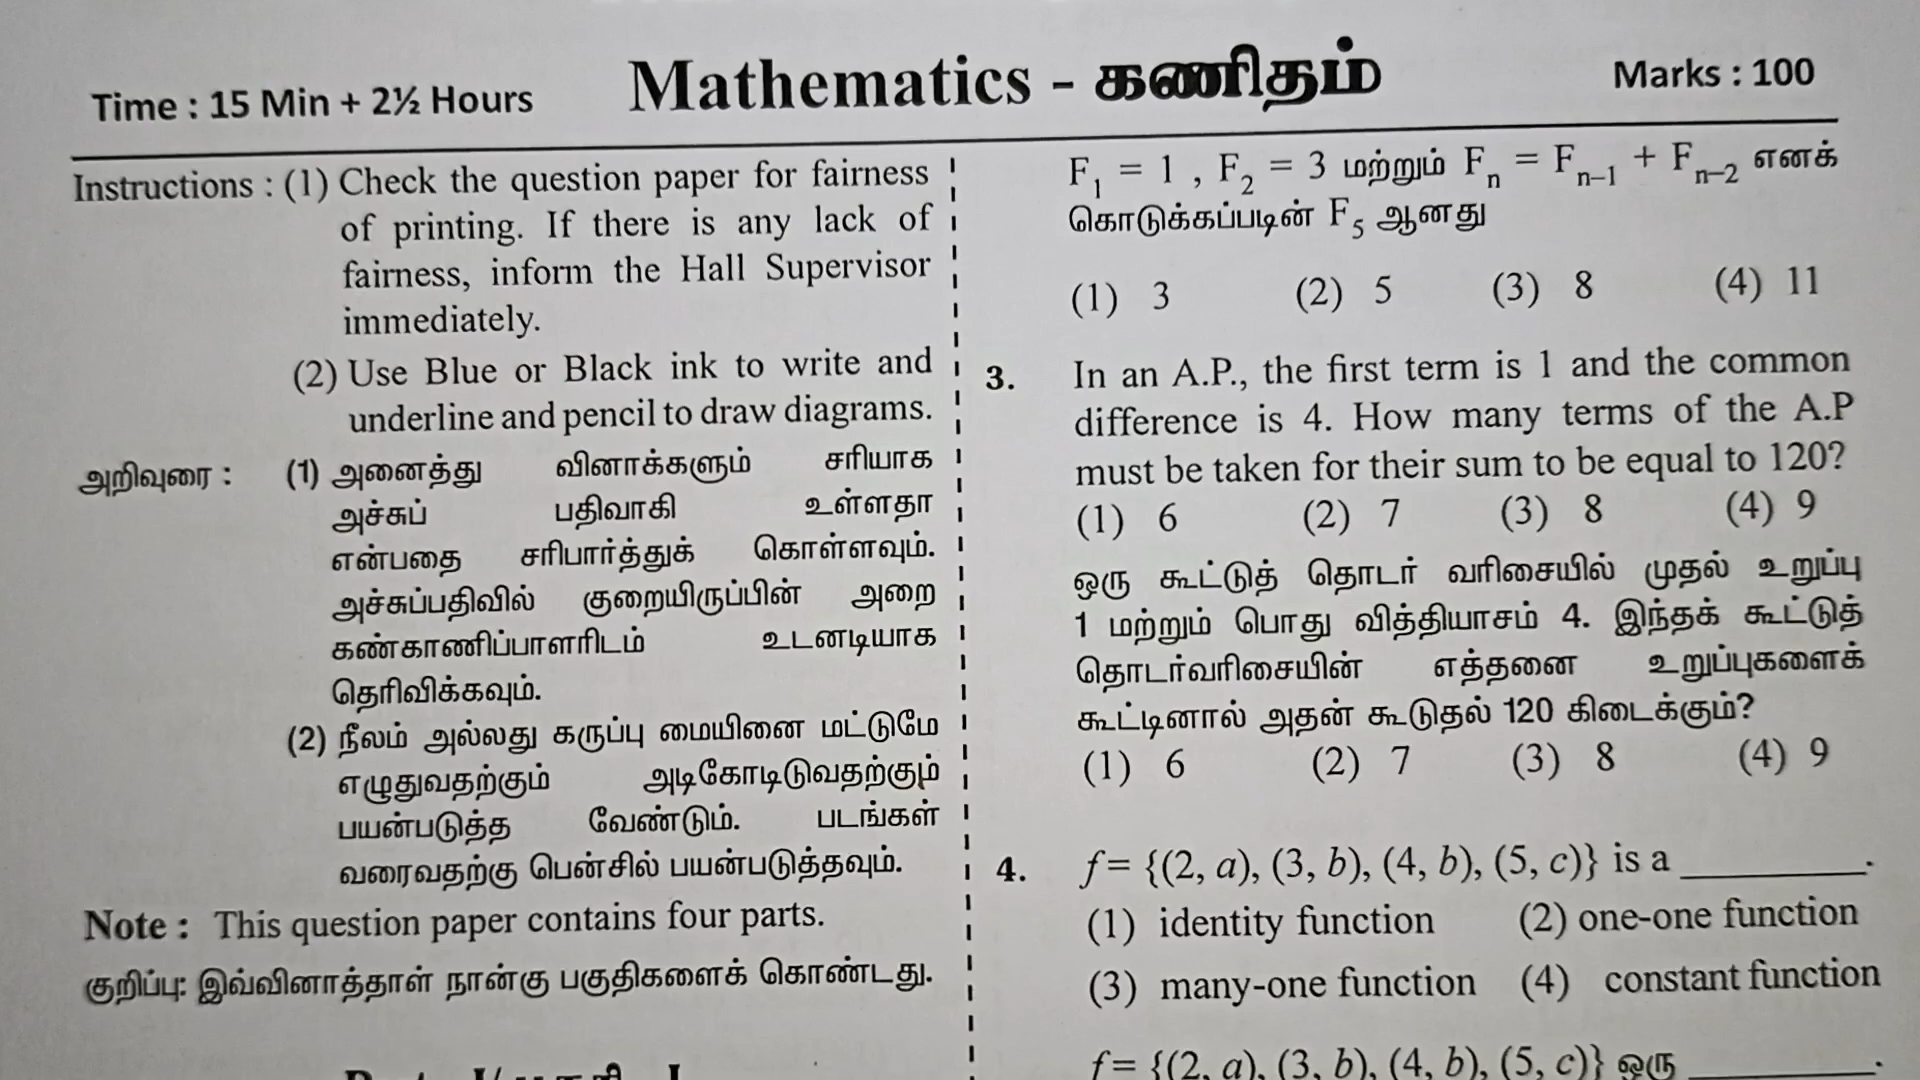 Time : 15 Min + 2½ Hours
Mathematics - கணிதம்
Marks : 100
Instructions : (1) Check the question paper for fairness
of printing. If there is any lack of
fairness, inform the Hall Supervisor
immediately.
(2) Use Blue or Black ink to write and
underline and pencil to draw diagrams.
அறிவுரை : (1) அனைத்து வினாக்களும் சரியாக
அச்சுப் பதிவாகி உள்ளதா
என்பதை சரிபார்த்துக் கொள்ளவும்.
அச்சுப்பதிவில் குறையிருப்பின் அறை
கண்காணிப்பாளரிடம் உடனடியாக
தெரிவிக்கவும்.
(2) நீலம் அல்லது கருப்பு மையினை மட்டுமே
எழுதுவதற்கும் அடிகோடிடுவதற்கும்
பயன்படுத்த வேண்டும். படங்கள்
வரைவதற்கு பென்சில் பயன்படுத்தவும்.
Note : This question paper contains four parts.
குறிப்பு: இவ்வினாத்தாள் நான்கு பகுதிகளைக் கொண்டது.
F₁ = 1 , F₂ = 3 மற்றும் Fₙ = Fₙ₋₁ + Fₙ₋₂ எனக்
கொடுக்கப்படின் F₅ ஆனது
(1) 3 (2) 5 (3) 8 (4) 11
3. In an A.P., the first term is 1 and the common
difference is 4. How many terms of the A.P
must be taken for their sum to be equal to 120?
(1) 6 (2) 7 (3) 8 (4) 9
ஒரு கூட்டுத் தொடர் வரிசையில் முதல் உறுப்பு
1 மற்றும் பொது வித்தியாசம் 4. இந்தக் கூட்டுத்
தொடர்வரிசையின் எத்தனை உறுப்புகளைக்
கூட்டினால் அதன் கூடுதல் 120 கிடைக்கும்?
(1) 6 (2) 7 (3) 8 (4) 9
4. f = {(2, a), (3, b), (4, b), (5, c)} is a ________.
(1) identity function (2) one-one function
(3) many-one function (4) constant function
f = {(2, a), (3, b), (4, b), (5, c)} ஒரு ________.